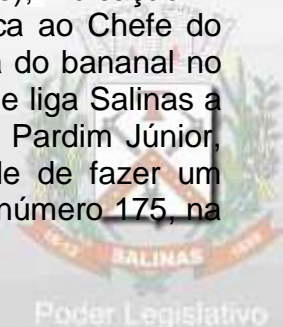 ca ao Chefe do
a do bananal no
e liga Salinas a
Pardim Júnior,
de de fazer um
número 175, na
SALINAS
Poder Legislativo